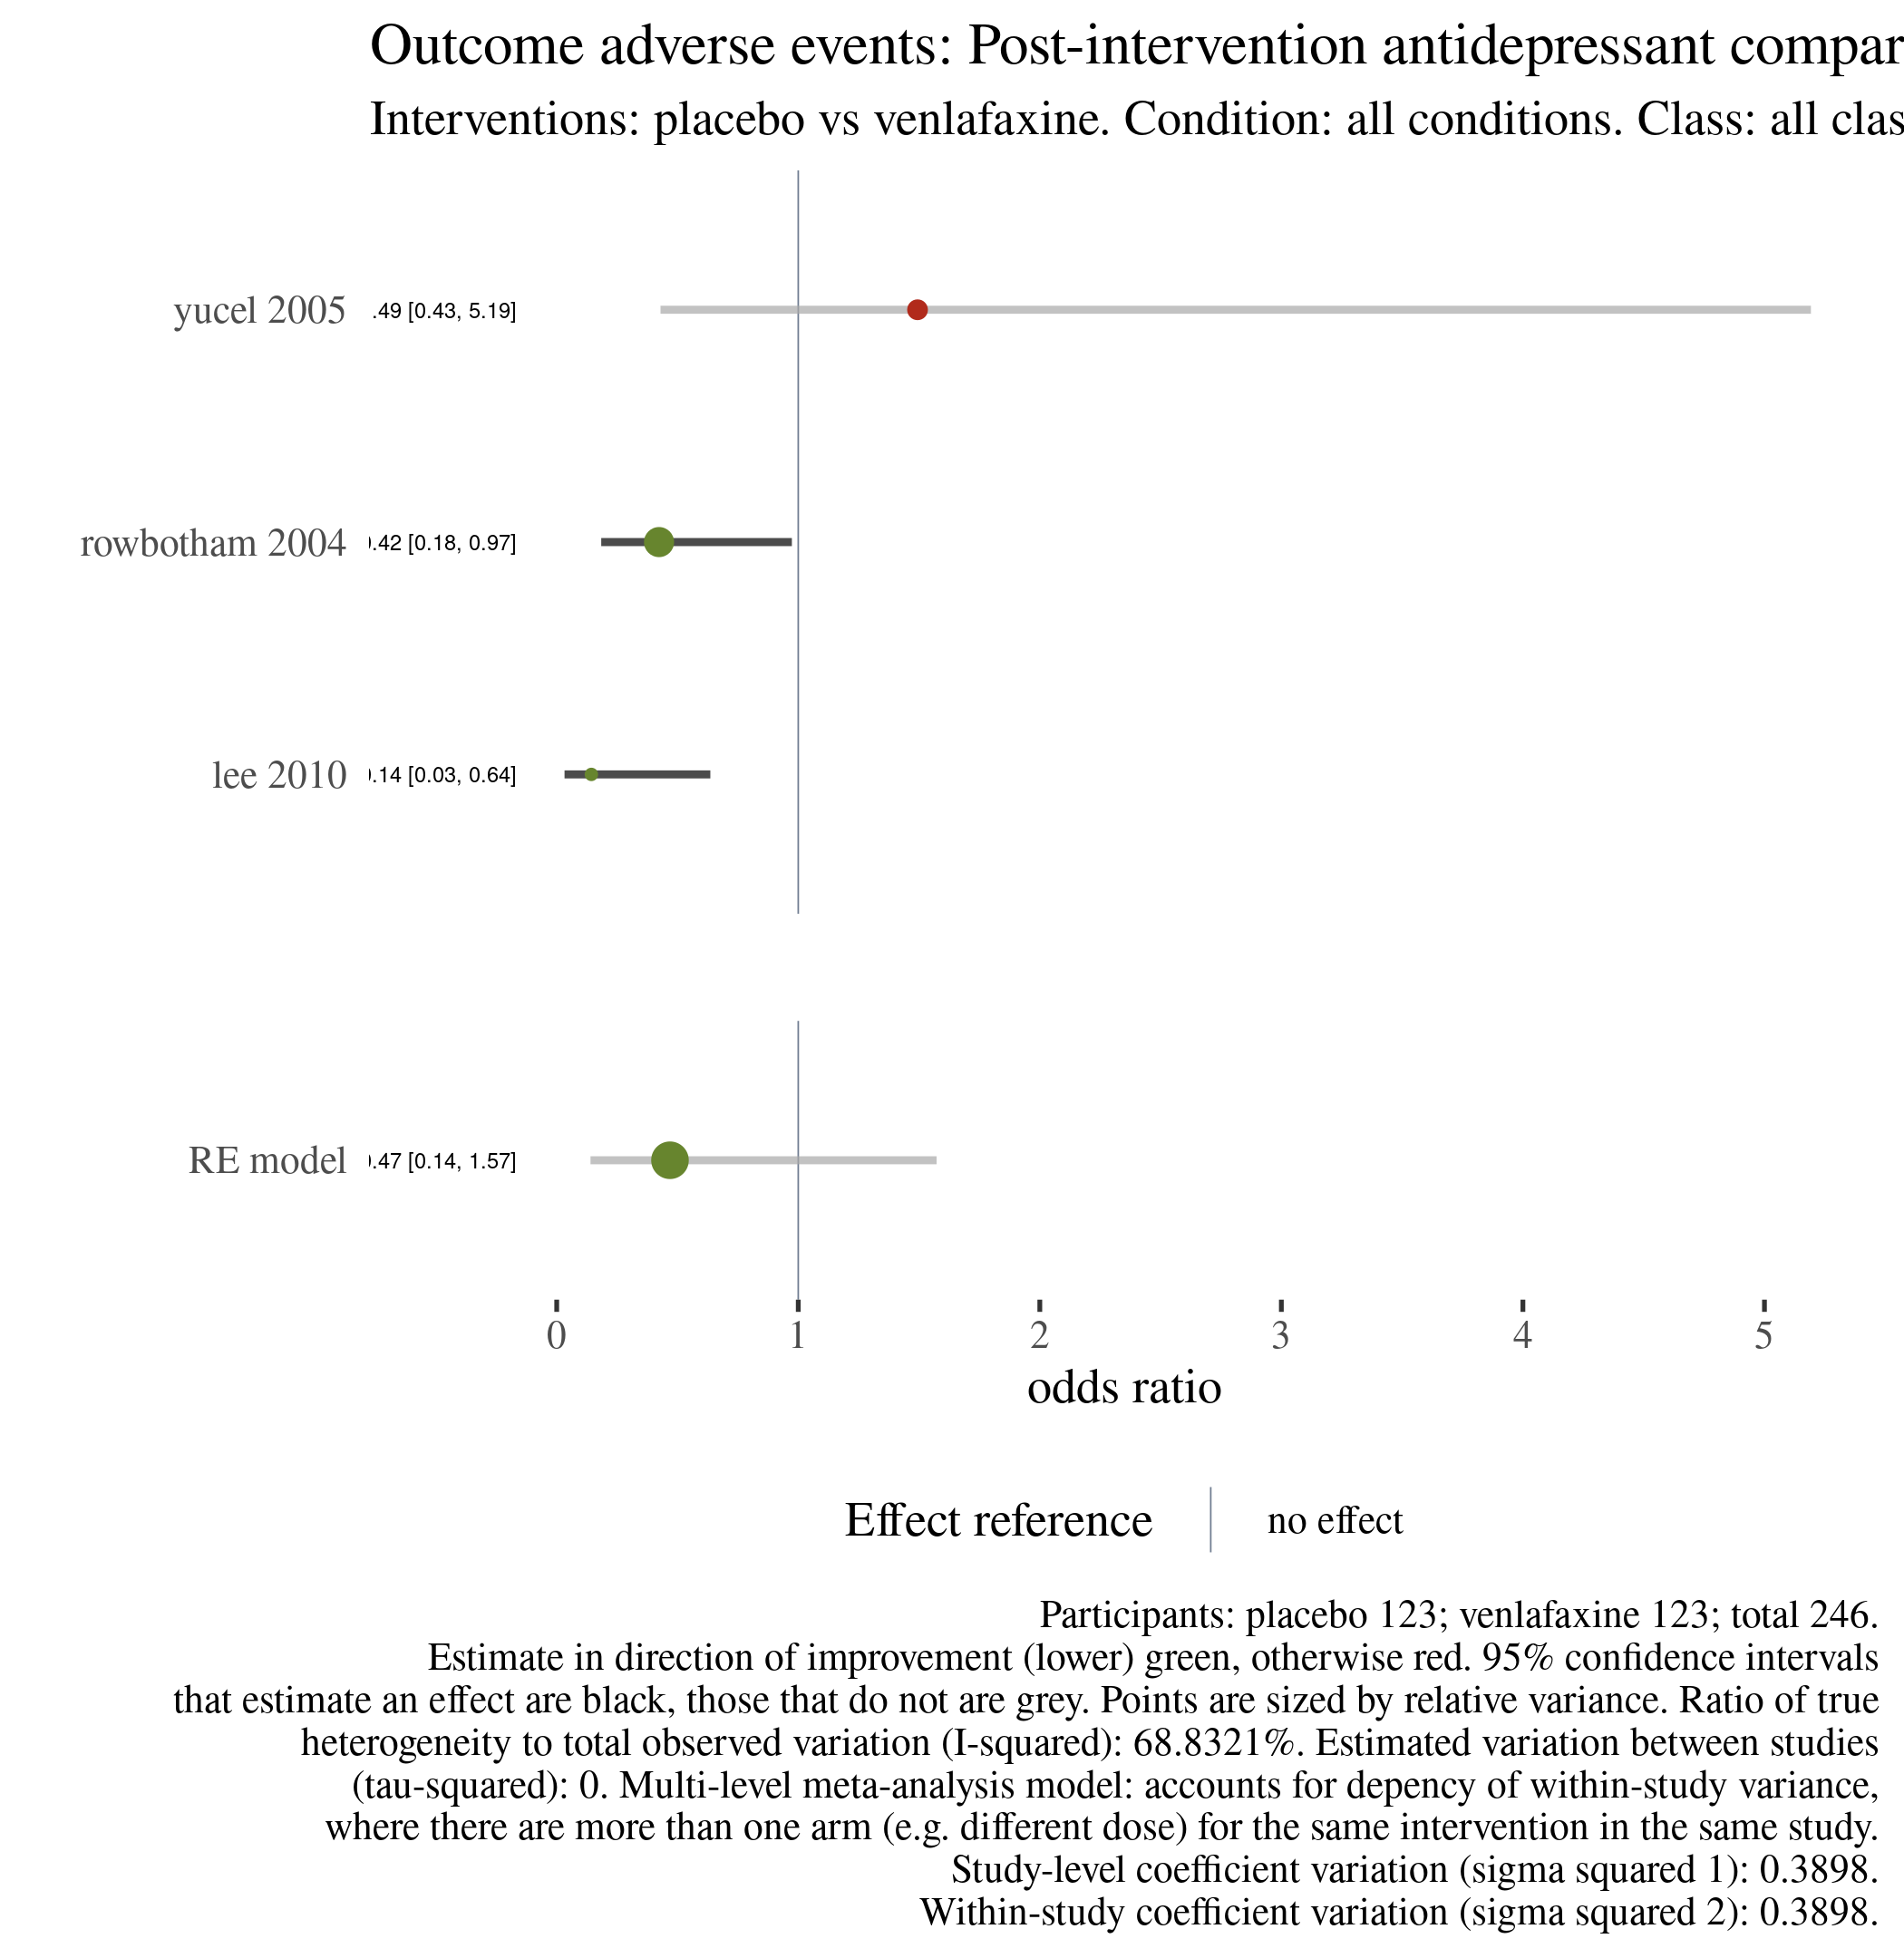 Outcome adverse events: Post-intervention antidepressant compar
Interventions: placebo vs venlafaxine. Condition: all conditions. Class: all clas
yucel 2005 .49 [0.43, 5.19]
rowbotham 2004 .42 [0.18, 0.97]
lee 2010 .14 [0.03, 0.64]
RE model .47 [0.14, 1.57]
0 1 2 3 4 5
odds ratio
Effect reference no effect
Participants: placebo 123; venlafaxine 123; total 246.
Estimate in direction of improvement (lower) green, otherwise red. 95% confidence intervals
that estimate an effect are black, those that do not are grey. Points are sized by relative variance. Ratio of true
heterogeneity to total observed variation (I-squared): 68.8321%. Estimated variation between studies
(tau-squared): 0. Multi-level meta-analysis model: accounts for depency of within-study variance,
where there are more than one arm (e.g. different dose) for the same intervention in the same study.
Study-level coefficient variation (sigma squared 1): 0.3898.
Within-study coefficient variation (sigma squared 2): 0.3898.